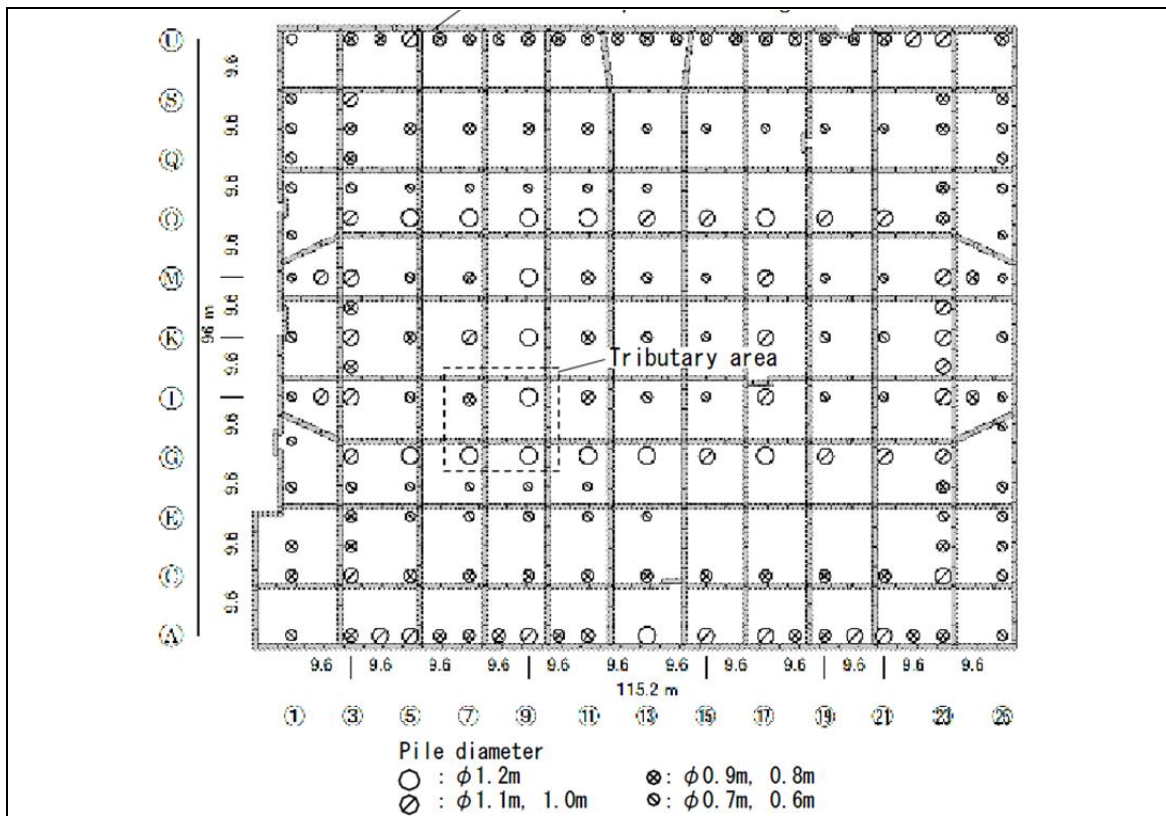 Ⓤ
9.6
Ⓢ
9.6
Ⓠ
9.6
Ⓞ
9.6
Ⓜ
9.6
96 m
Ⓚ
9.6
Tributary area
Ⓘ
9.6
Ⓖ
9.6
Ⓔ
9.6
Ⓒ
9.6
Ⓐ
9.6 9.6 9.6 9.6 9.6 9.6 9.6 9.6 9.6 9.6 9.6 9.6
115.2 m
① ③ ⑤ ⑦ ⑨ ⑪ ⑬ ⑮ ⑰ ⑲ ㉑ ㉓
Pile diameter
: φ1.2m : φ0.9m, 0.8m
: φ1.1m, 1.0m : φ0.7m, 0.6m